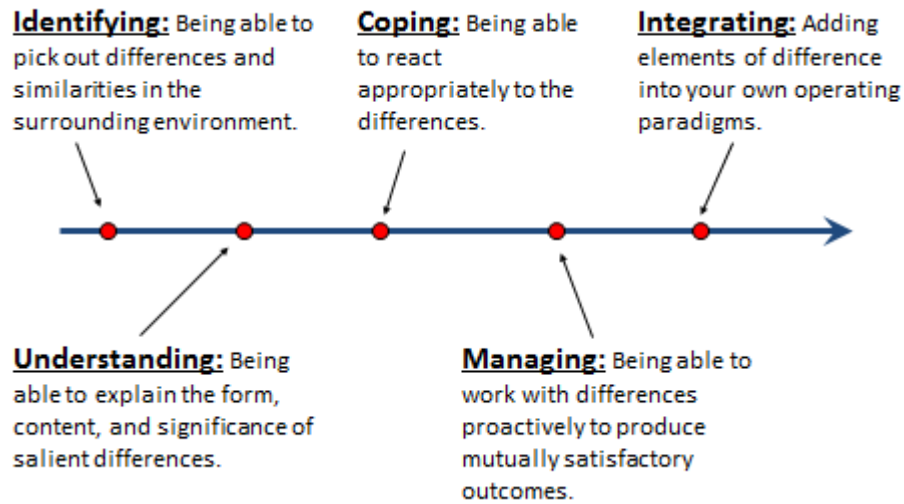 Identifying: Being able to
pick out differences and
similarities in the
surrounding environment.
Coping: Being able
to react
appropriately to the
differences.
Integrating: Adding
elements of difference
into your own operating
paradigms.
Understanding: Being
able to explain the form,
content, and significance of
salient differences.
Managing: Being able to
work with differences
proactively to produce
mutually satisfactory
outcomes.